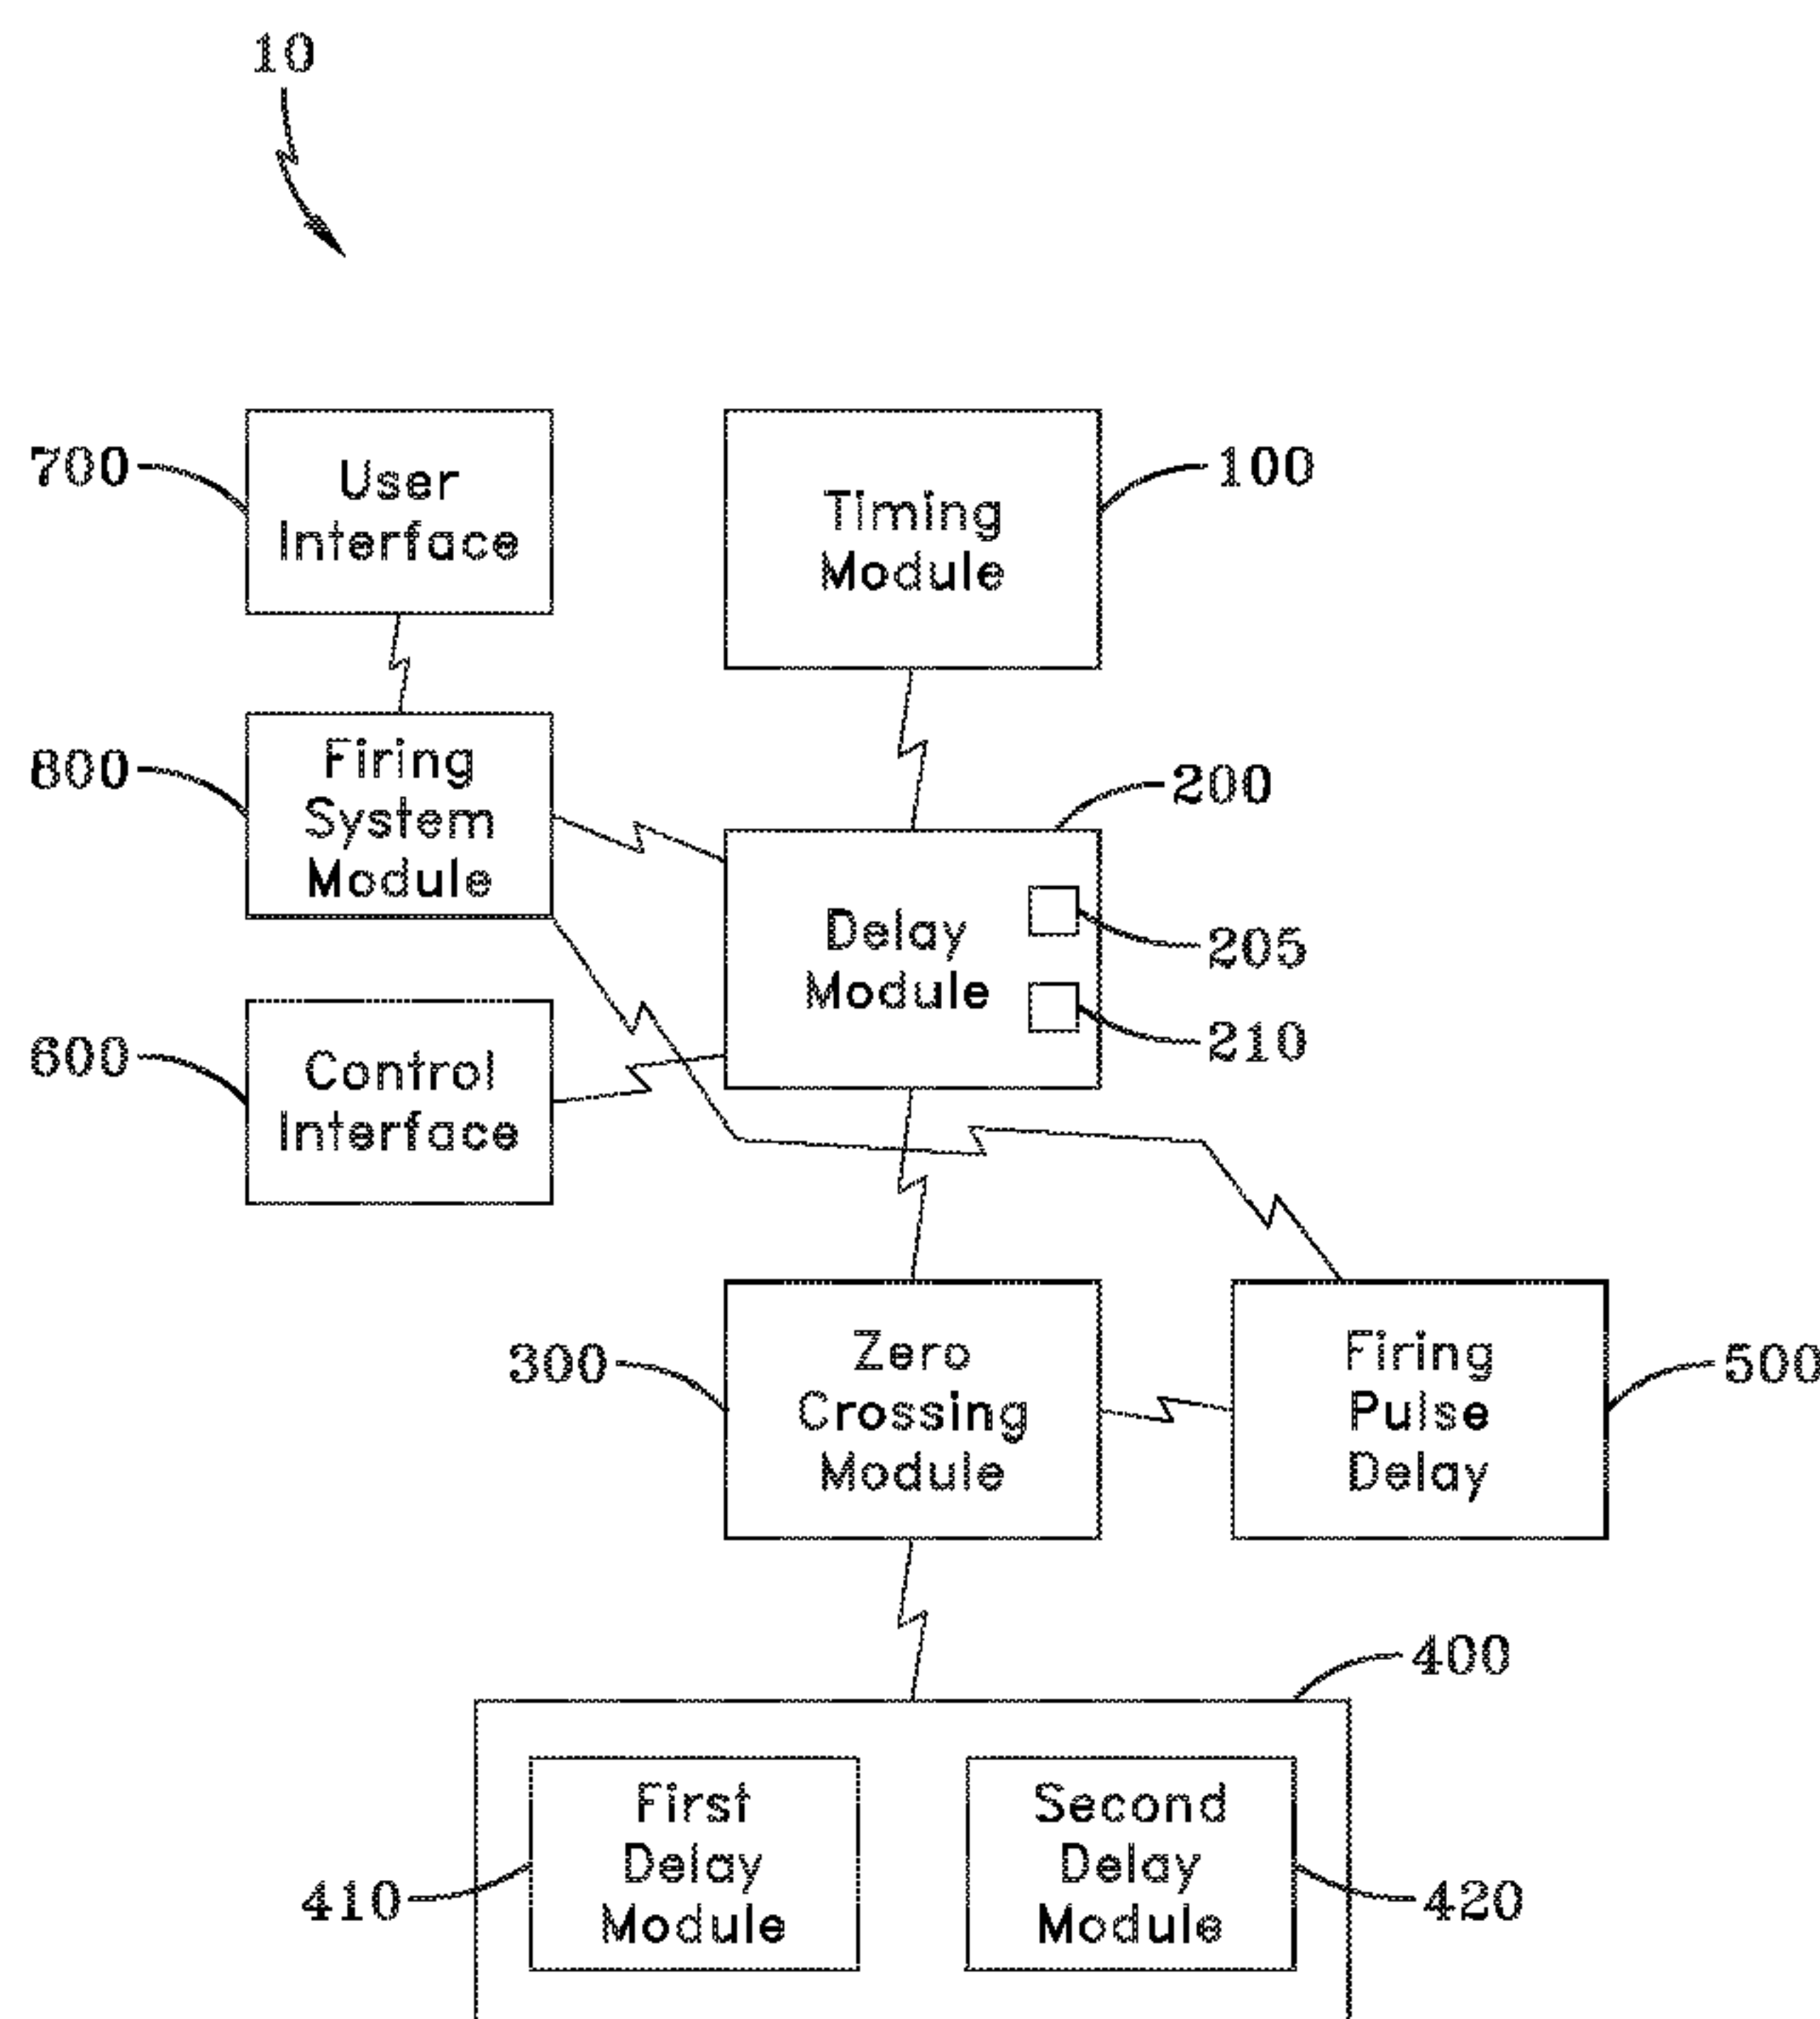 10
700
User
Interface
Timing
Module
100
800
Firing
System
Module
200
Delay
Module
205
210
600
Control
Interface
300
Zero
Crossing
Module
Firing
Pulse
Delay
500
400
First
Delay
Module
410
Second
Delay
Module
420